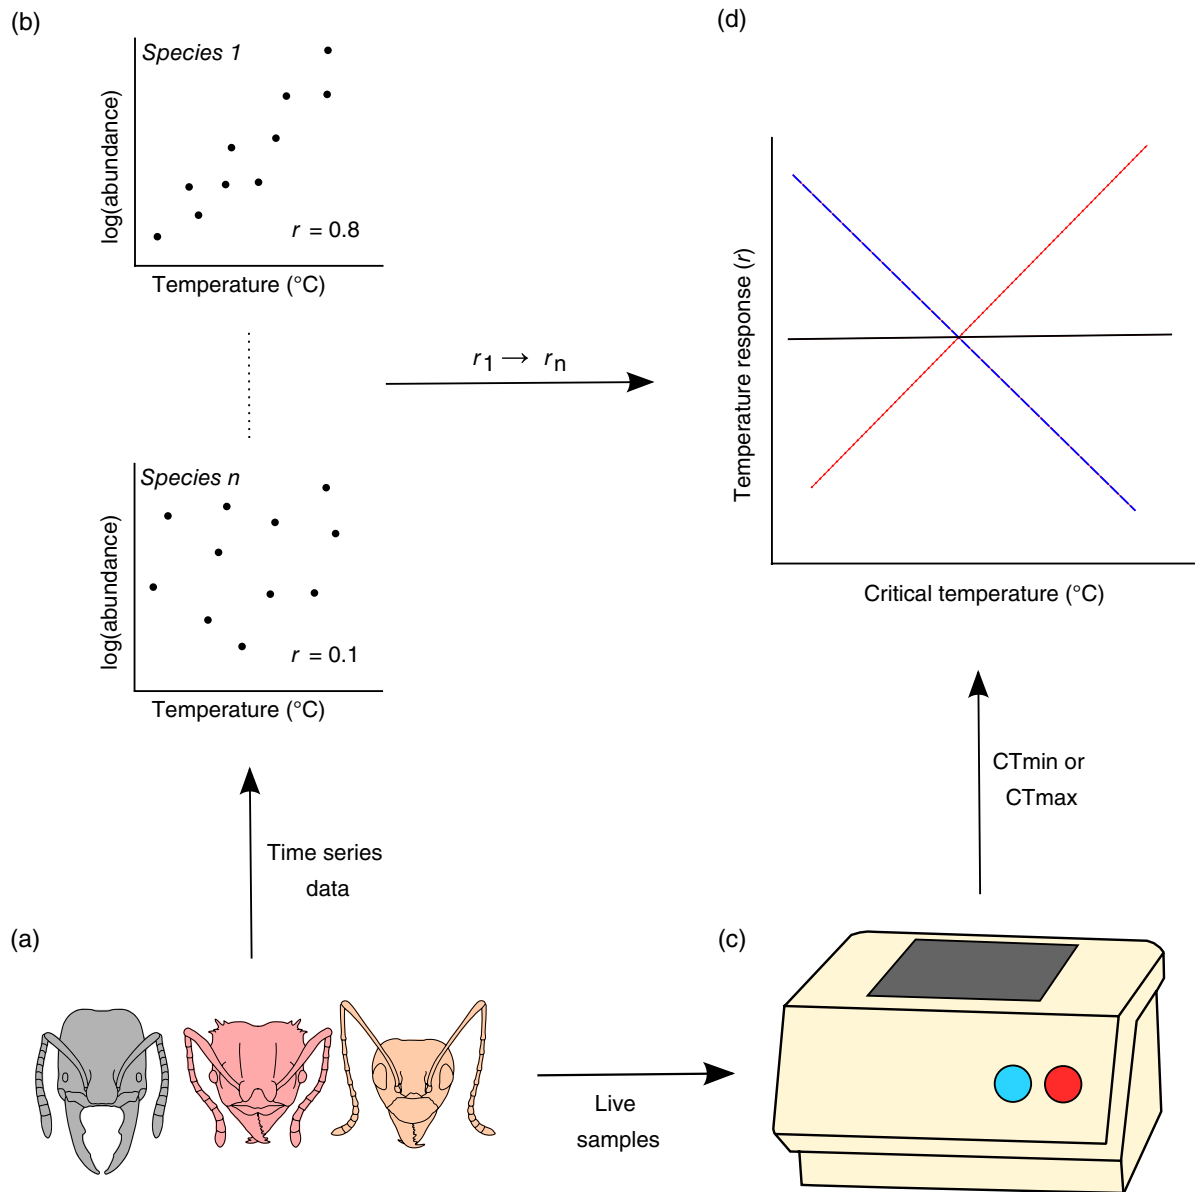 (b)
Species 1
log(abundance)
r = 0.8
Temperature (°C)
r1 → rn
Species n
log(abundance)
r = 0.1
Temperature (°C)
Time series
data
(a)
Live
samples
(c)
CTmin or
CTmax
(d)
Temperature response (r)
Critical temperature (°C)